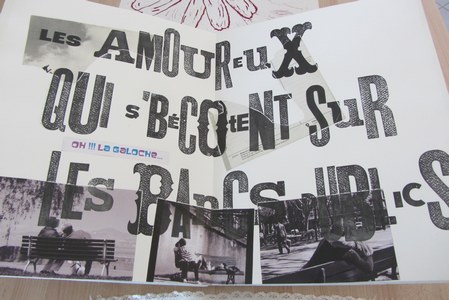 LES AMOUREUX
"QUI S'BÉCOtENT SUR
OH !!! La Galoche...
LES BANCS PUBLICS